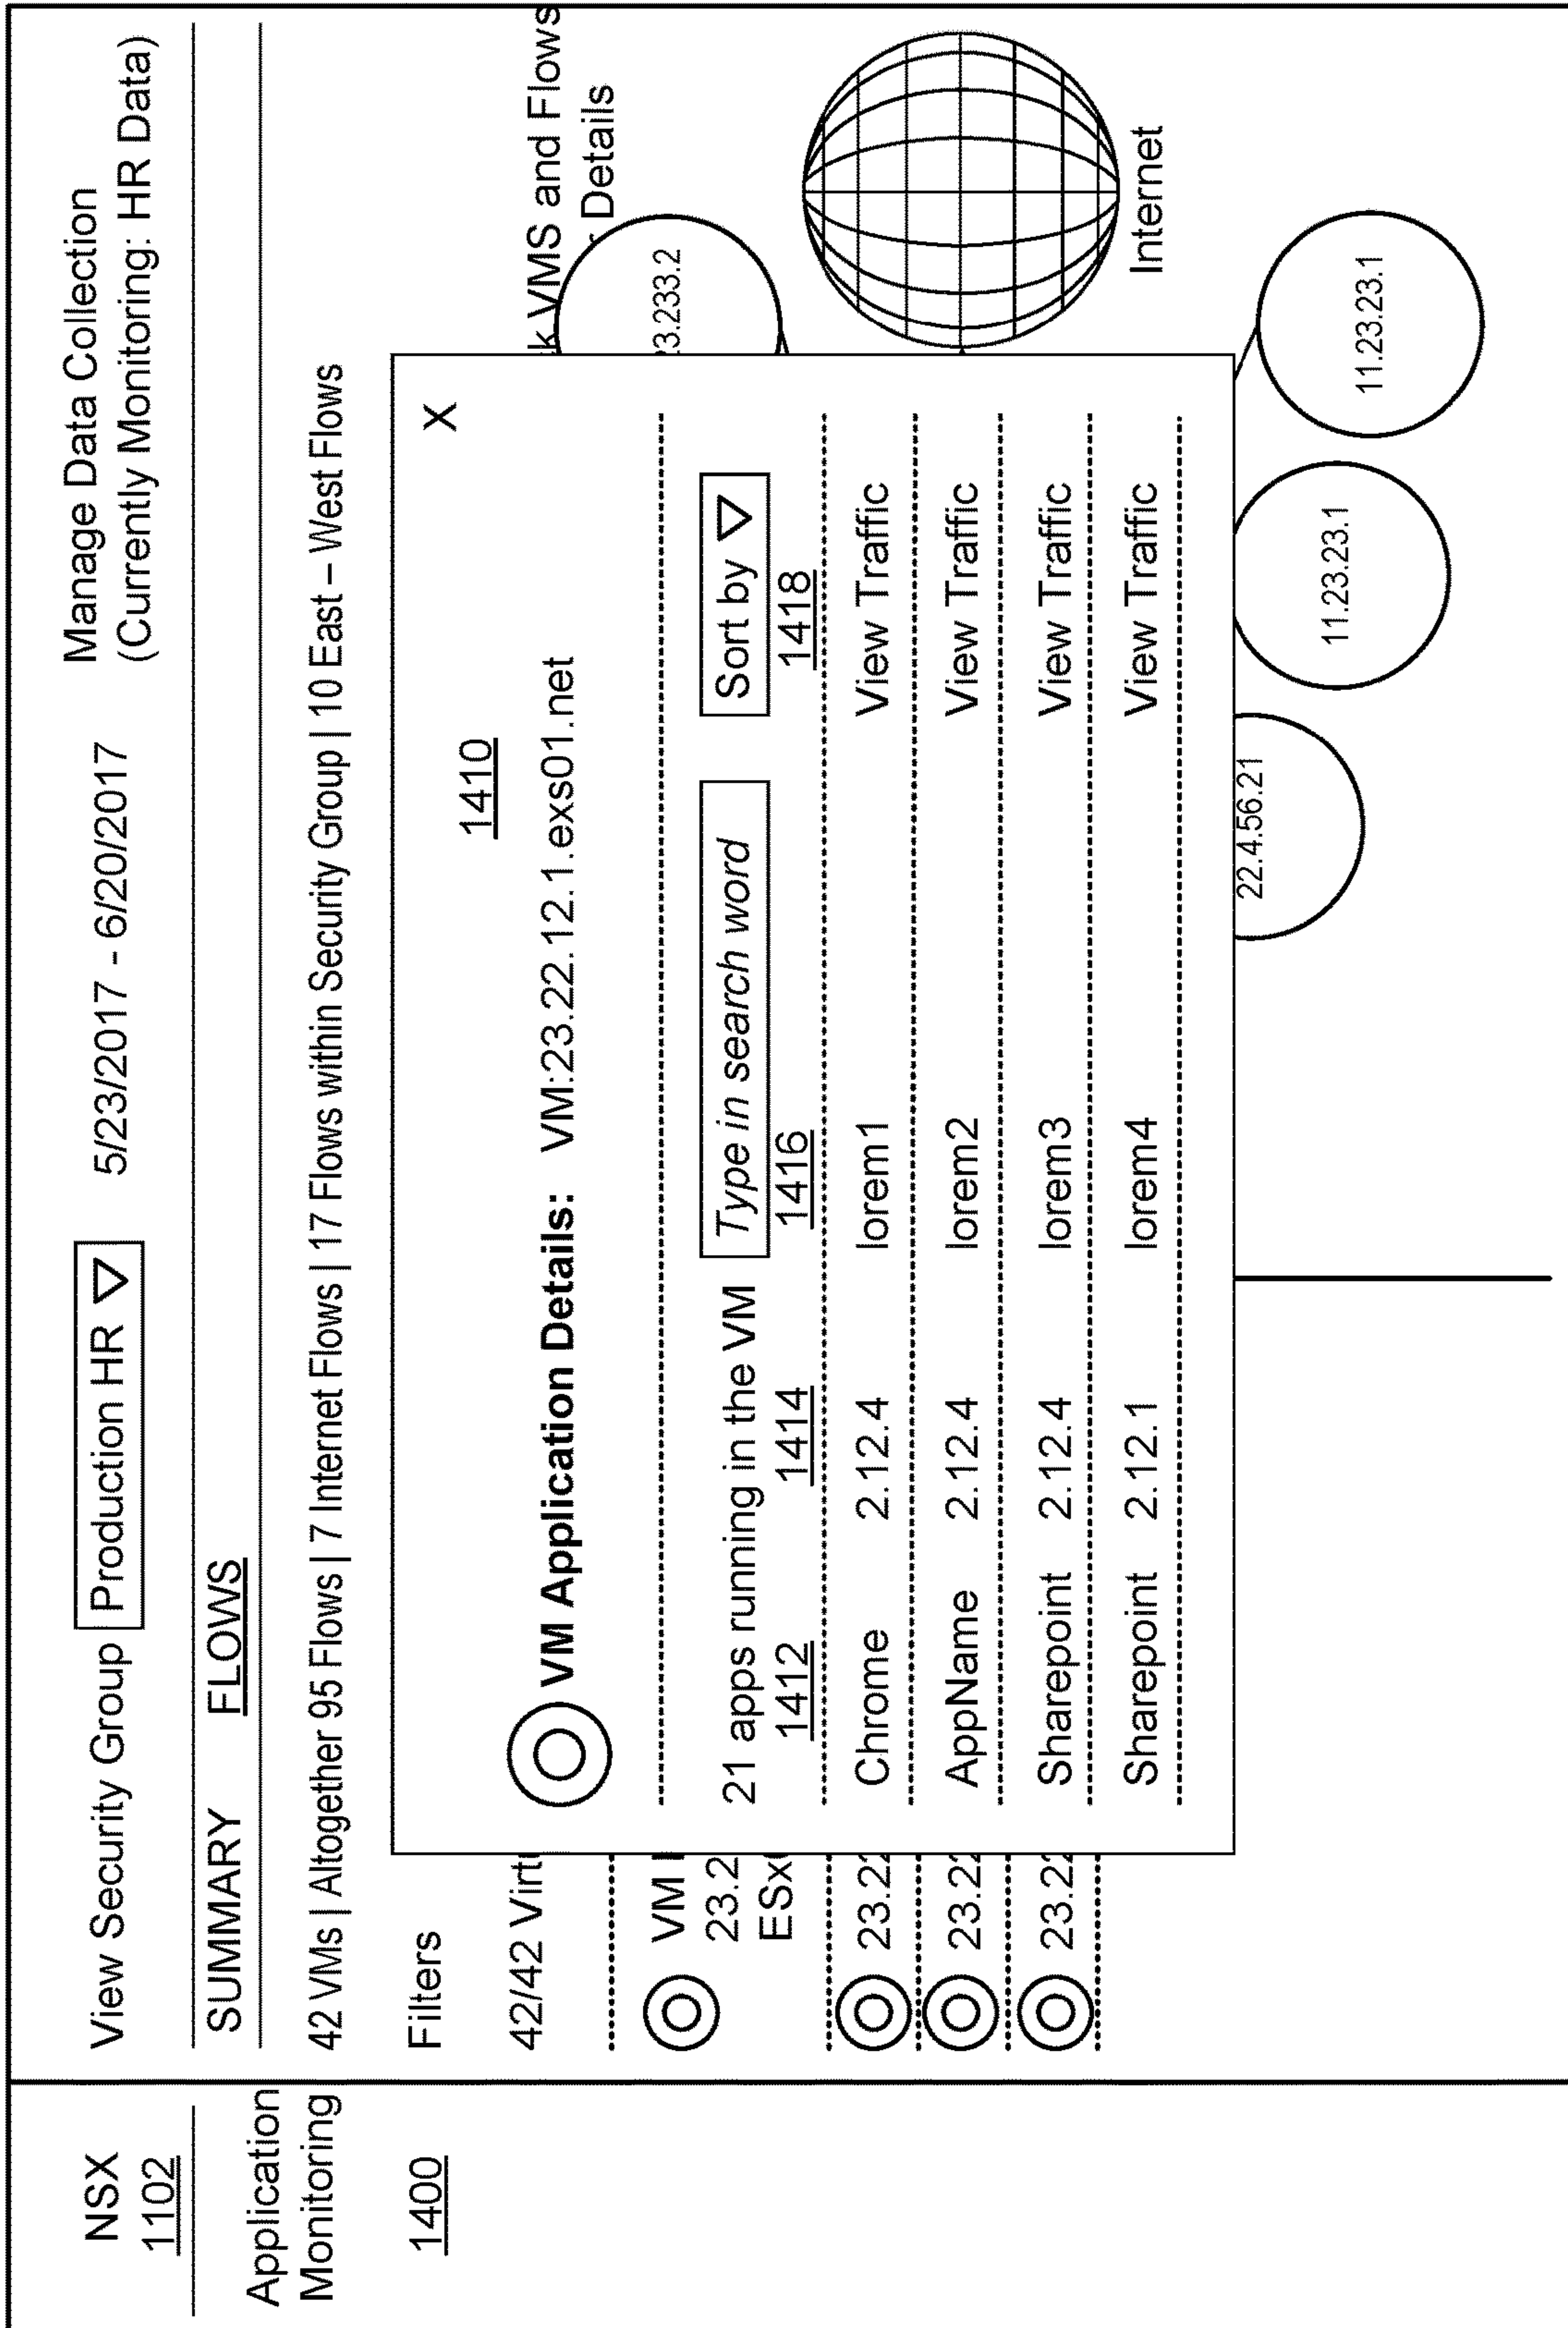 NSX
1102
Application
Monitoring
1400
View Security Group Production HR 5/23/2017 - 6/20/2017 Manage Data Collection
(Currently Monitoring: HR Data)
SUMMARY FLOWS
42 VMs | Altogether 95 Flows | 7 Internet Flows | 17 Flows within Security Group | 10 East – West Flows
Filters
42/42 Virt
VM
23.2
ESx
23.22
23.22
23.22
X
1410
VM Application Details: VM:23.22.12.1.exs01.net
21 apps running in the VM Type in search word Sort by
1412 1414 1416 1418
Chrome 2.12.4 lorem1 View Traffic
AppName 2.12.4 lorem2 View Traffic
Sharepoint 2.12.4 lorem3 View Traffic
Sharepoint 2.12.1 lorem4 View Traffic
k VMS and Flows
Details
3.233.2
Internet
22.4.56.21
11.23.23.1
11.23.23.1